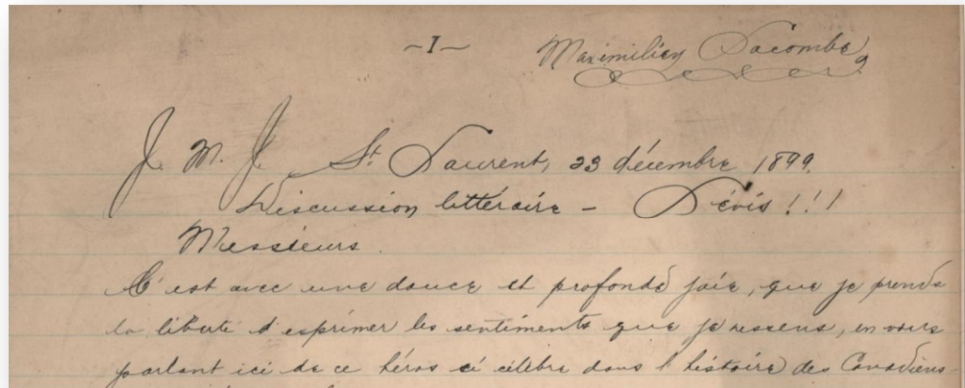 ~I~
Maximilien Lacombe
J. M. J. St Laurent, 23 décembre 1899.
Discussion littéraire - Lévis!!!
Messieurs.
C'est avec une douce et profonde joie, que je prends
la liberté d'exprimer les sentiments que je ressens, en vous
parlant ici de ce héros si célèbre dans l'histoire des Canadiens-